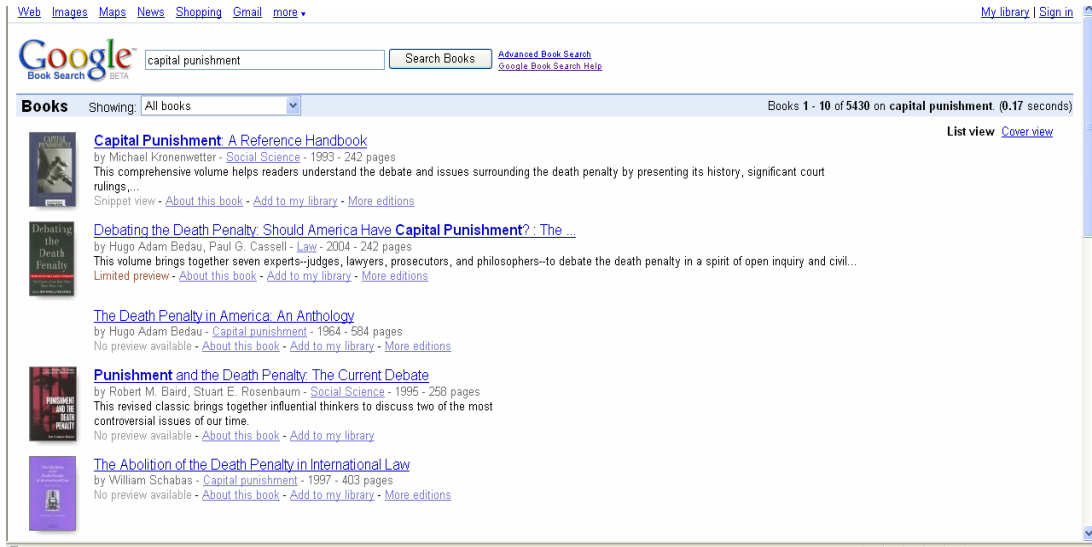 Web Images Maps News Shopping Gmail more
My library | Sign in
Google™
Book Search BETA
capital punishment
Search Books
Advanced Book Search
Google Book Search Help
Books Showing: All books
Books 1 - 10 of 5430 on capital punishment. (0.17 seconds)
List view Cover view
CAPITAL
PUNISHMENT
Capital Punishment: A Reference Handbook
by Michael Kronenwetter - Social Science - 1993 - 242 pages
This comprehensive volume helps readers understand the debate and issues surrounding the death penalty by presenting its history, significant court
rulings,...
Snippet view - About this book - Add to my library - More editions
Debating
the
Death
Penalty
Debating the Death Penalty: Should America Have Capital Punishment? : The ...
by Hugo Adam Bedau, Paul G. Cassell - Law - 2004 - 242 pages
This volume brings together seven experts--judges, lawyers, prosecutors, and philosophers--to debate the death penalty in a spirit of open inquiry and civil...
Limited preview - About this book - Add to my library - More editions
The Death Penalty in America: An Anthology
by Hugo Adam Bedau - Capital punishment - 1964 - 584 pages
No preview available - About this book - Add to my library - More editions
PUNISHMENT
AND THE
DEATH
PENALTY
Punishment and the Death Penalty: The Current Debate
by Robert M. Baird, Stuart E. Rosenbaum - Social Science - 1995 - 258 pages
This revised classic brings together influential thinkers to discuss two of the most
controversial issues of our time.
No preview available - About this book - Add to my library
The Abolition of the Death Penalty in International Law
by William Schabas - Capital punishment - 1997 - 403 pages
No preview available - About this book - Add to my library - More editions